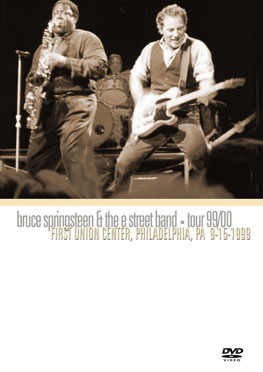 bruce springsteen & the e street band • tour 99/00
FIRST UNION CENTER, PHILADELPHIA, PA 9-15-1999
DVD
VIDEO